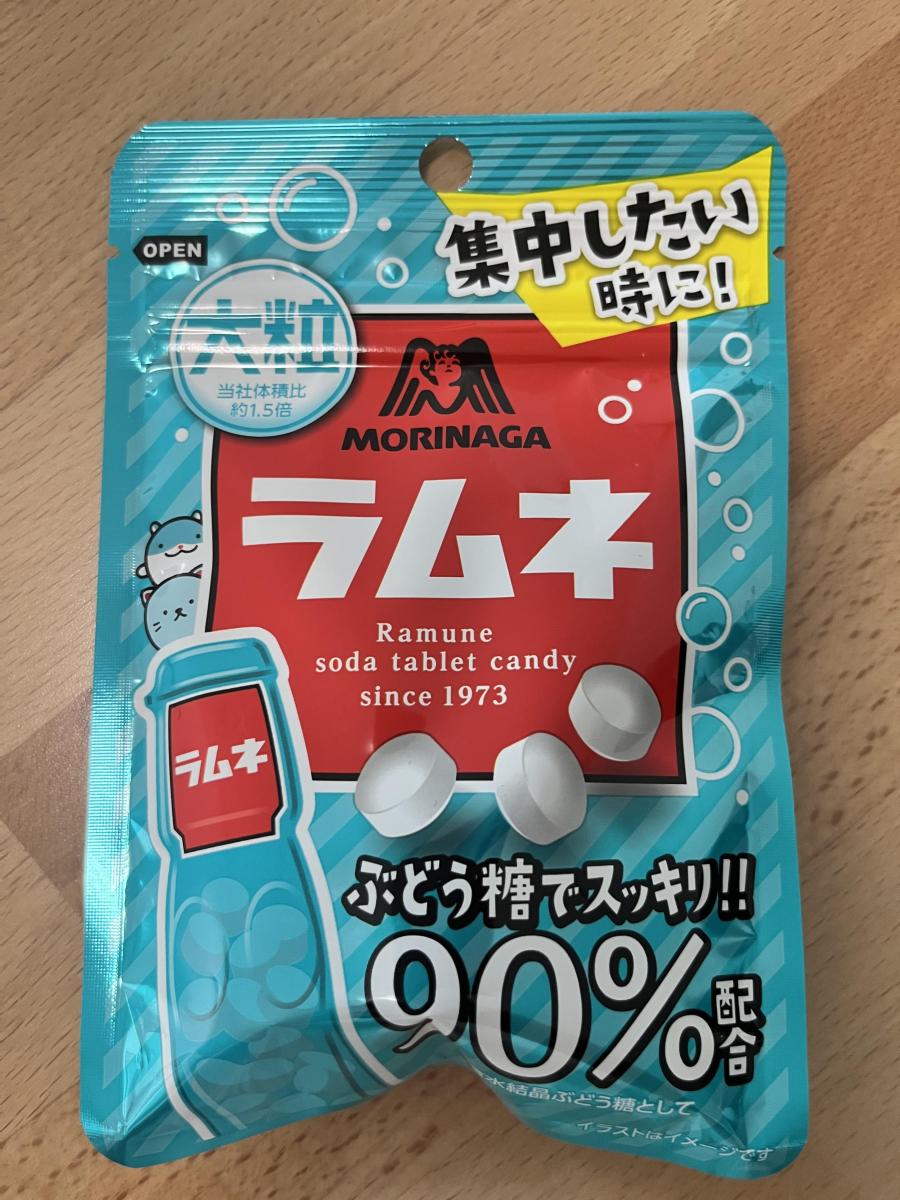 OPEN
集中したい
時に!
大粒
当社体積比
約1.5倍
MORINAGA
ラムネ
Ramune
soda tablet candy
since 1973
ラムネ
ぶどう糖でスッキリ!!
90%配合
水結晶ぶどう糖として
イラストはイメージです